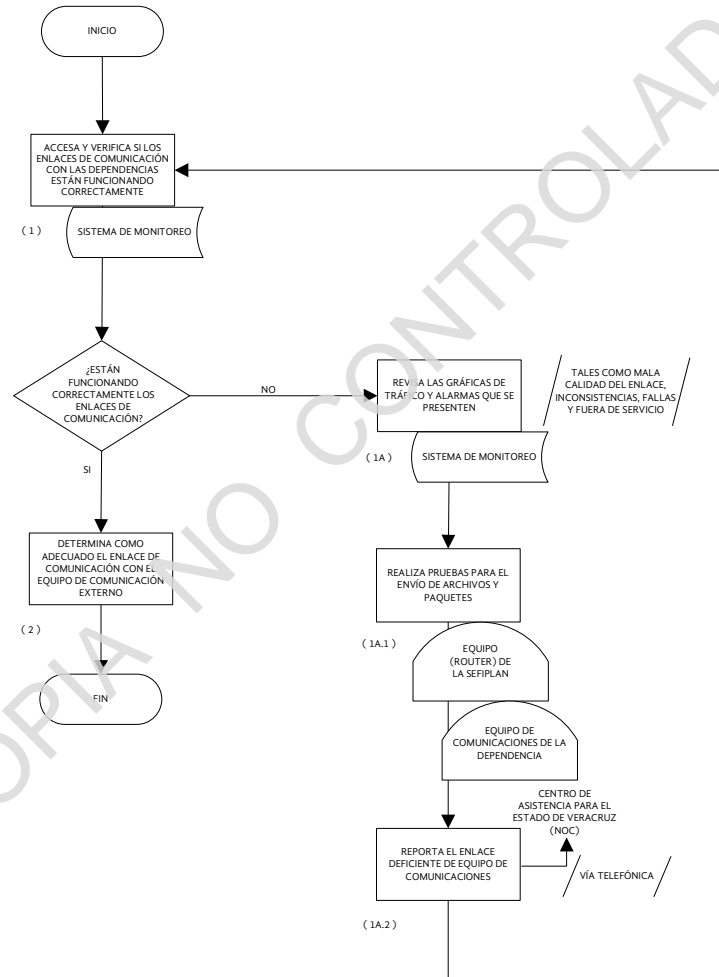 INICIO
ACCESA Y VERIFICA SI LOS
ENLACES DE COMUNICACIÓN
CON LAS DEPENDENCIAS
ESTÁN FUNCIONANDO
CORRECTAMENTE
( 1 )
SISTEMA DE MONITOREO
¿ESTÁN
FUNCIONANDO
CORRECTAMENTE LOS
ENLACES DE
COMUNICACIÓN?
NO
SI
REVISA LAS GRÁFICAS DE
TRÁFICO Y ALARMAS QUE SE
PRESENTEN
TALES COMO MALA
CALIDAD DEL ENLACE,
INCONSISTENCIAS, FALLAS
Y FUERA DE SERVICIO
( 1A )
SISTEMA DE MONITOREO
DETERMINA COMO
ADECUADO EL ENLACE DE
COMUNICACIÓN CON EL
EQUIPO DE COMUNICACIÓN
EXTERNO
( 2 )
FIN
REALIZA PRUEBAS PARA EL
ENVÍO DE ARCHIVOS Y
PAQUETES
( 1A.1 )
EQUIPO
(ROUTER) DE
LA SEFIPLAN
EQUIPO DE
COMUNICACIONES DE LA
DEPENDENCIA
CENTRO DE
ASISTENCIA PARA EL
ESTADO DE VERACRUZ
(NOC)
REPORTA EL ENLACE
DEFICIENTE DE EQUIPO DE
COMUNICACIONES
VÍA TELEFÓNICA
( 1A.2 )
OPIA NO CONTROLAD